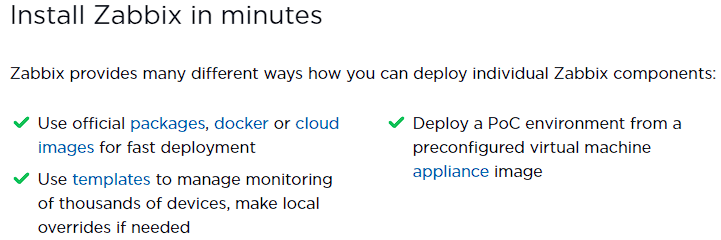 Install Zabbix in minutes
Zabbix provides many different ways how you can deploy individual Zabbix components:
Use official packages, docker or cloud
images for fast deployment
Use templates to manage monitoring
of thousands of devices, make local
overrides if needed
Deploy a PoC environment from a
preconfigured virtual machine
appliance image